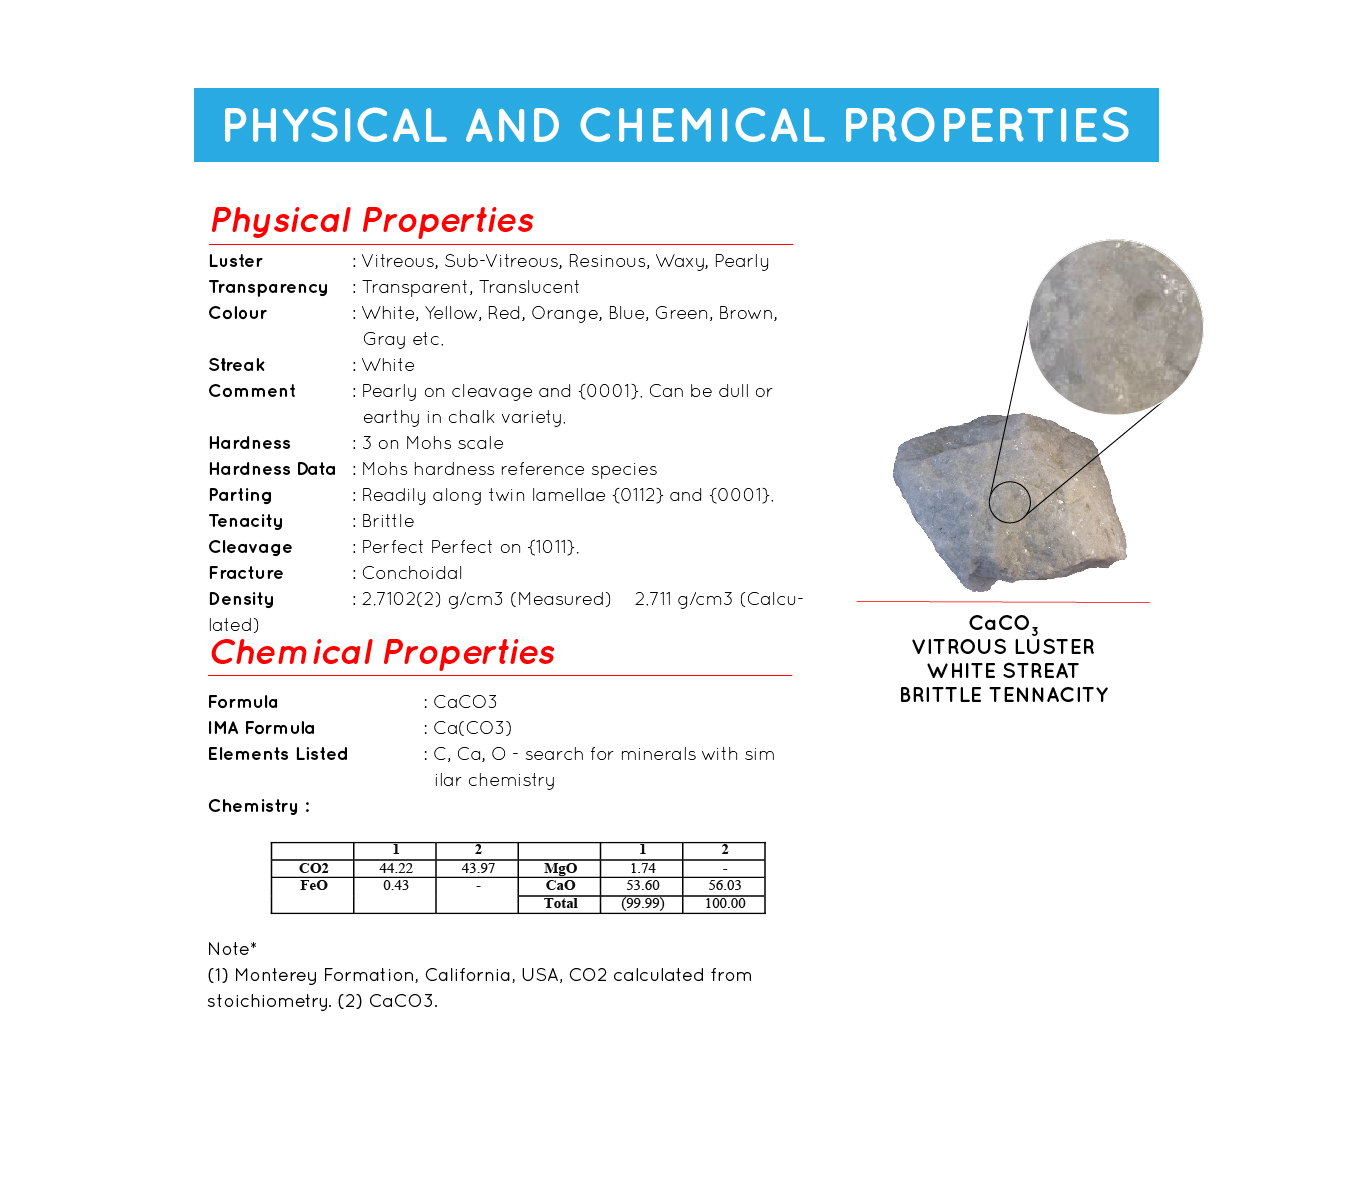 PHYSICAL AND CHEMICAL PROPERTIES
Physical Properties
Luster : Vitreous, Sub-Vitreous, Resinous, Waxy, Pearly
Transparency : Transparent, Translucent
Colour : White, Yellow, Red, Orange, Blue, Green, Brown,
Gray etc.
Streak : White
Comment : Pearly on cleavage and {0001}. Can be dull or
earthy in chalk variety.
Hardness : 3 on Mohs scale
Hardness Data : Mohs hardness reference species
Parting : Readily along twin lamellae {0112} and {0001}.
Tenacity : Brittle
Cleavage : Perfect Perfect on {1011}.
Fracture : Conchoidal
Density : 2.7102(2) g/cm3 (Measured) 2.711 g/cm3 (Calcu-
lated)
Chemical Properties
Formula : CaCO3
IMA Formula : Ca(CO3)
Elements Listed : C, Ca, O - search for minerals with sim
ilar chemistry
Chemistry :
1 2 1 2
CO2 44.22 43.97 MgO 1.74 -
FeO 0.43 - CaO 53.60 56.03
Total (99.99) 100.00
Note*
(1) Monterey Formation, California, USA, CO2 calculated from
stoichiometry. (2) CaCO3.
CaCO3
VITROUS LUSTER
WHITE STREAT
BRITTLE TENNACITY